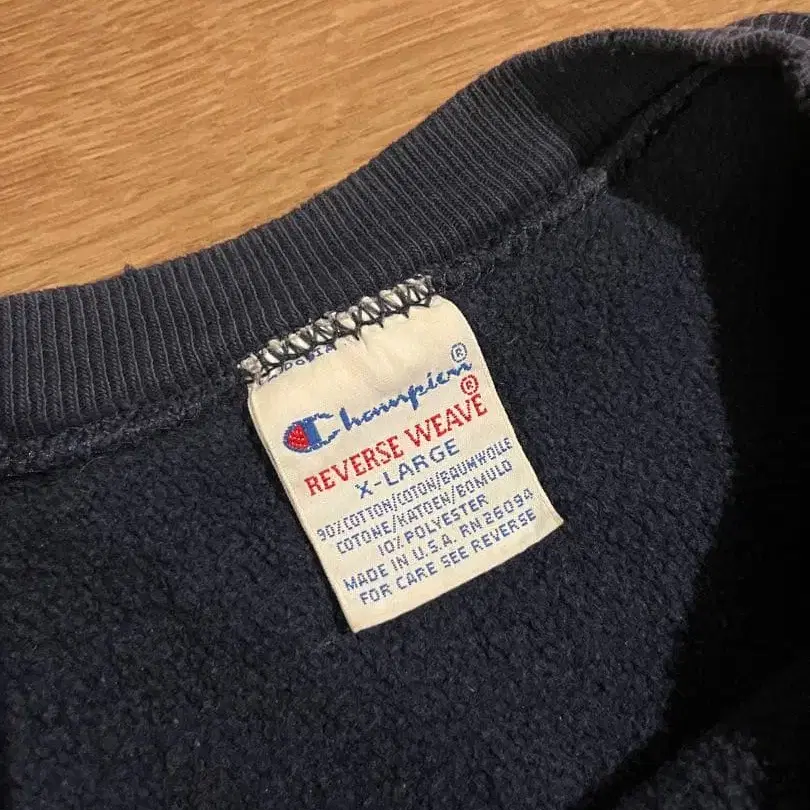 Champion®
REVERSE WEAVE®
X-LARGE
90% COTTON/COTON/BAUMWOLLE
COTONE/KATOEN/BOMULD
10% POLYESTER
MADE IN U.S.A. RN 26094
FOR CARE SEE REVERSE